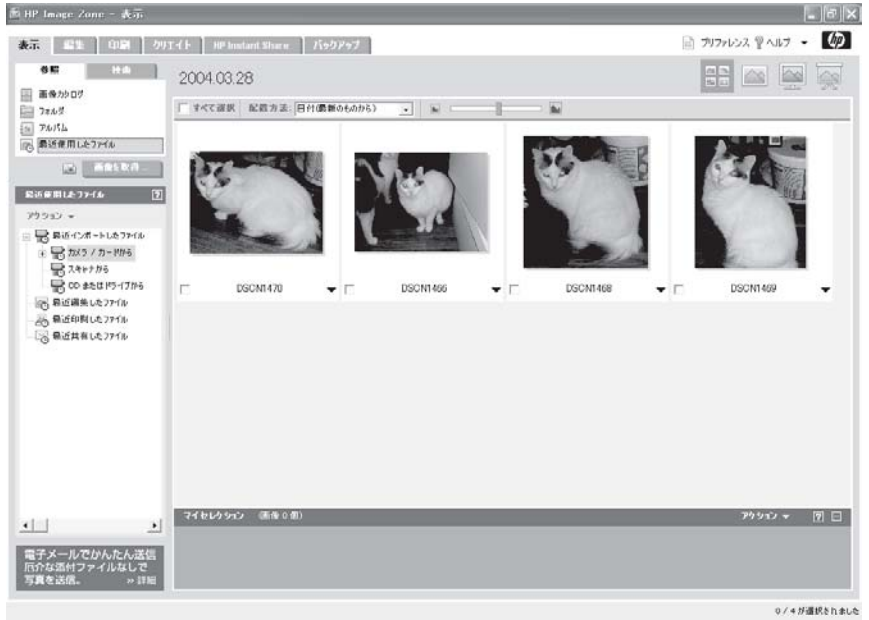 HP Image Zone - 表示
表示 編集 印刷 クリエイト HP Instant Share バックアップ
プリファレンス ヘルプ
hp
参照 検索
画像カタログ
フォルダ
アルバム
最近使用したファイル
画像を取得...
最近使用したファイル
アクション
最近インポートしたファイル
カメラ / カードから
スキャナから
CD またはドライブから
最近編集したファイル
最近印刷したファイル
最近共有したファイル
電子メールでかんたん送信
厄介な添付ファイルなしで
写真を送信。 » 詳細
2004.03.28
すべて選択 配置方法: 日付(最新のものから)
DSCN1470 DSCN1466 DSCN1468 DSCN1469
マイセレクション (画像 0 個) アクション
0 / 4 が選択されました